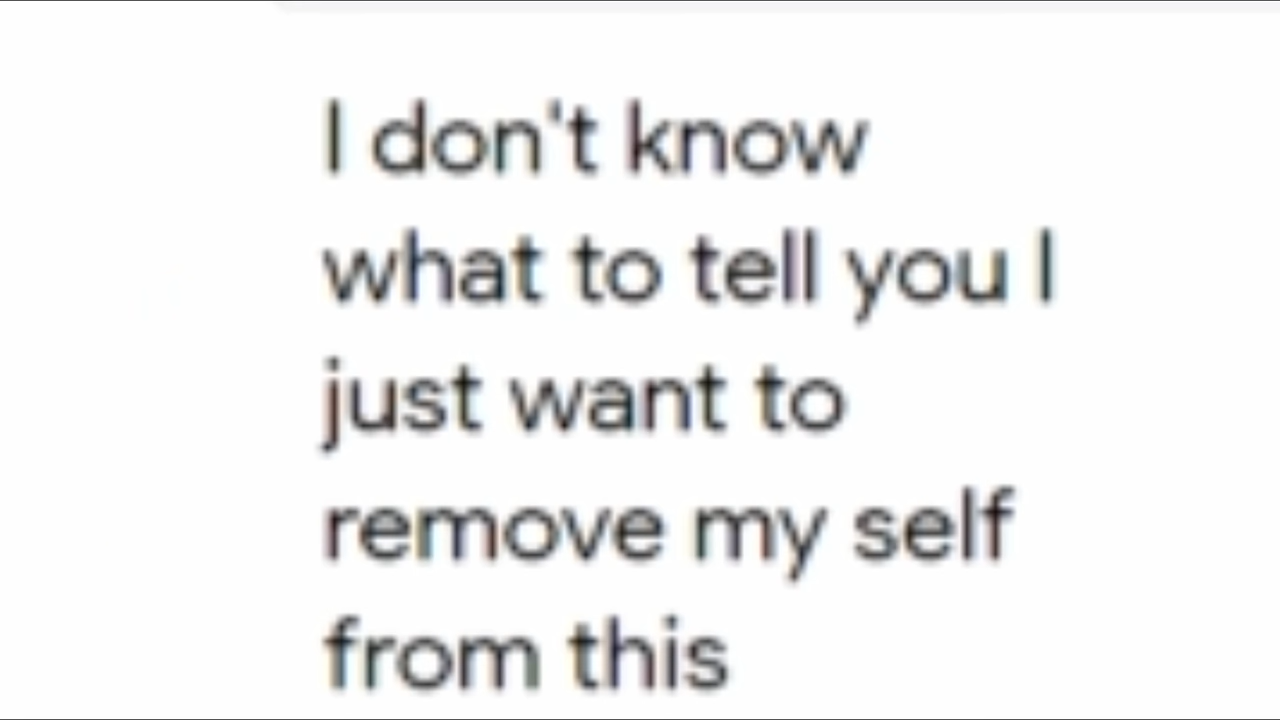 I don't know
what to tell you I
just want to
remove my self
from this